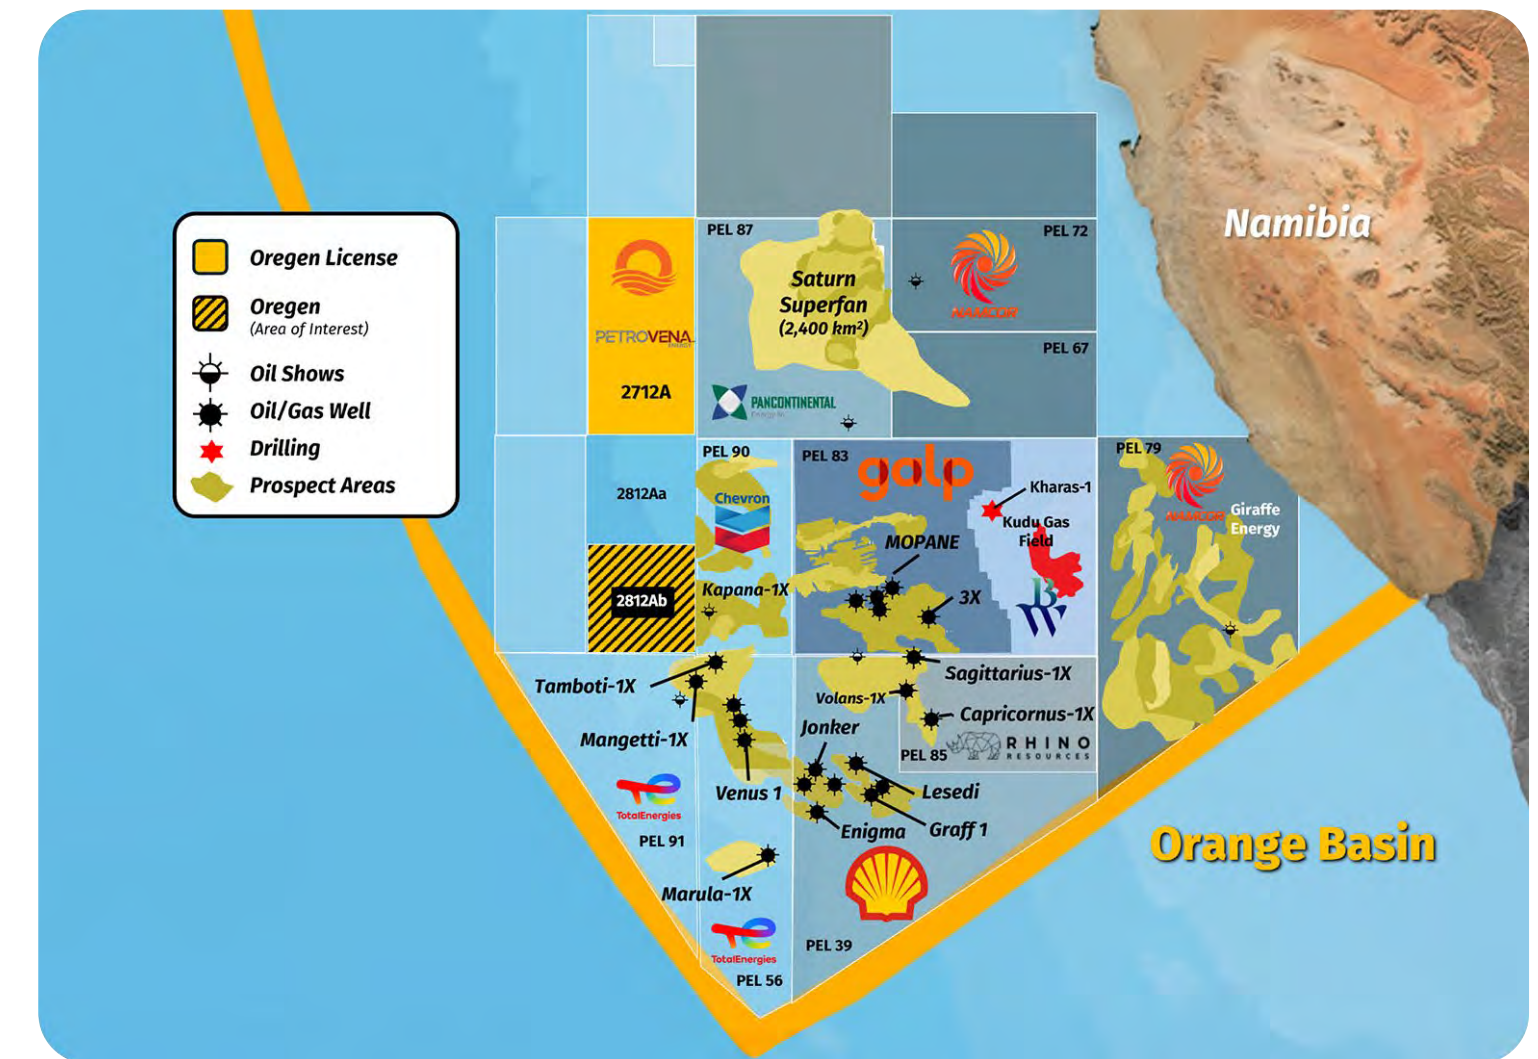 Namibia
Oregen License
Oregen
(Area of Interest)
Oil Shows
Oil/Gas Well
Drilling
Prospect Areas
PETROVENA
ENERGY
2712A
PEL 87
Saturn
Superfan
(2,400 km²)
PANCONTINENTAL
PEL 72
NAMCOR
PEL 67
2812Aa
2812Ab
PEL 90
Chevron
Kapana-1X
PEL 83
galp
MOPANE
3X
Kharas-1
Kudu Gas
Field
BW
PEL 79
NAMCOR
Giraffe
Energy
Tamboti-1X
Mangetti-1X
Venus 1
TotalEnergies
PEL 91
Marula-1X
TotalEnergies
PEL 56
Sagittarius-1X
Volans-1X
Capricornus-1X
Jonker
PEL 85
RHINO
RESOURCES
Lesedi
Enigma
Graff 1
PEL 39
Orange Basin